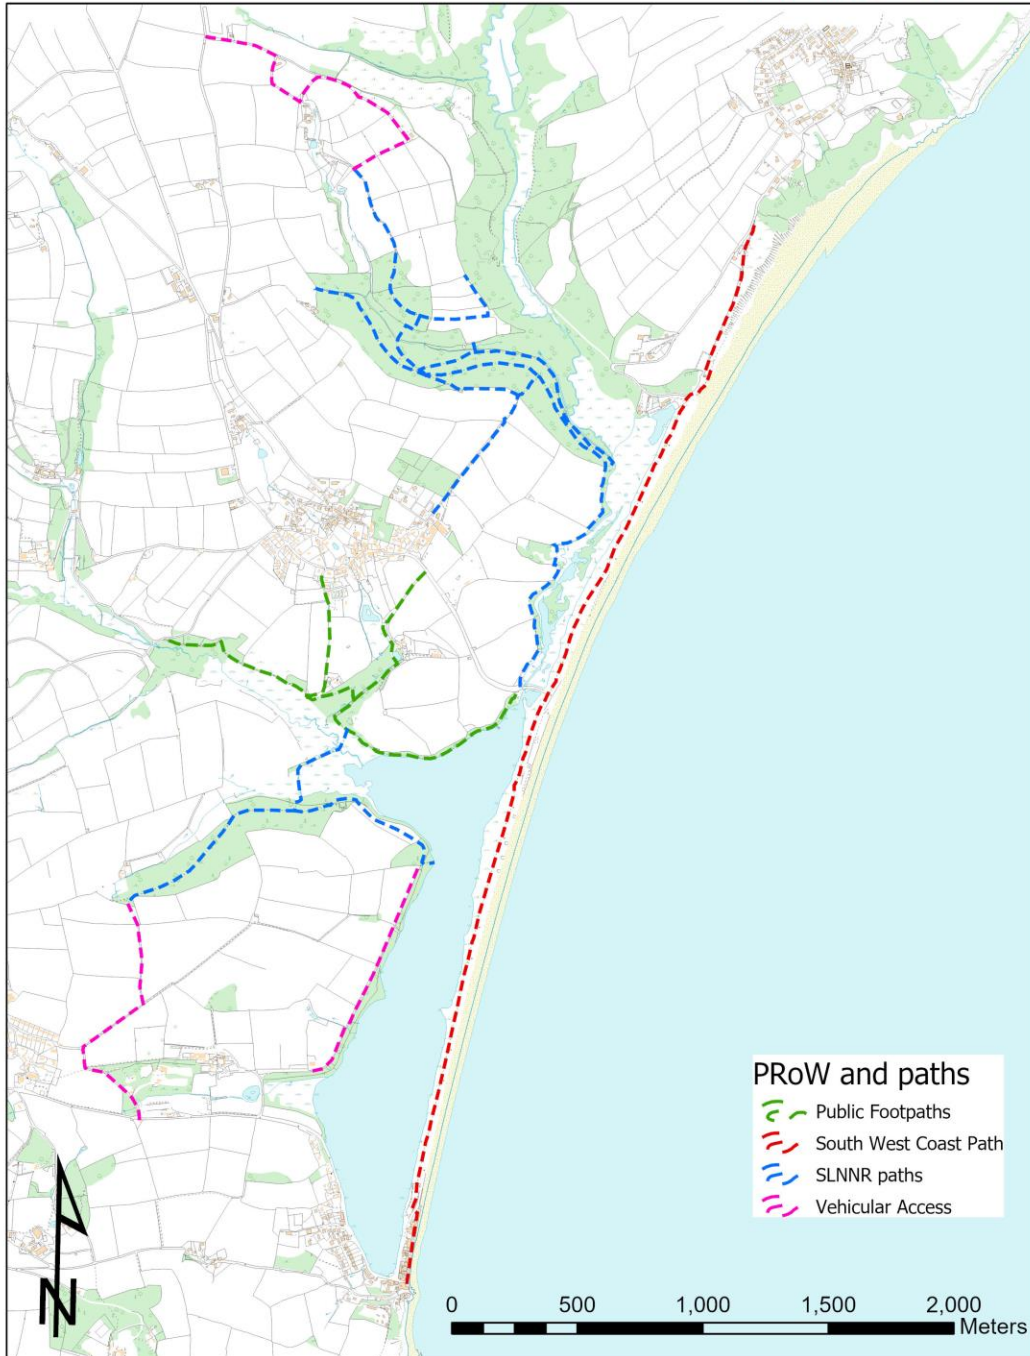 PRoW and paths
Public Footpaths
South West Coast Path
SLNNR paths
Vehicular Access
N
0 500 1,000 1,500 2,000
Meters